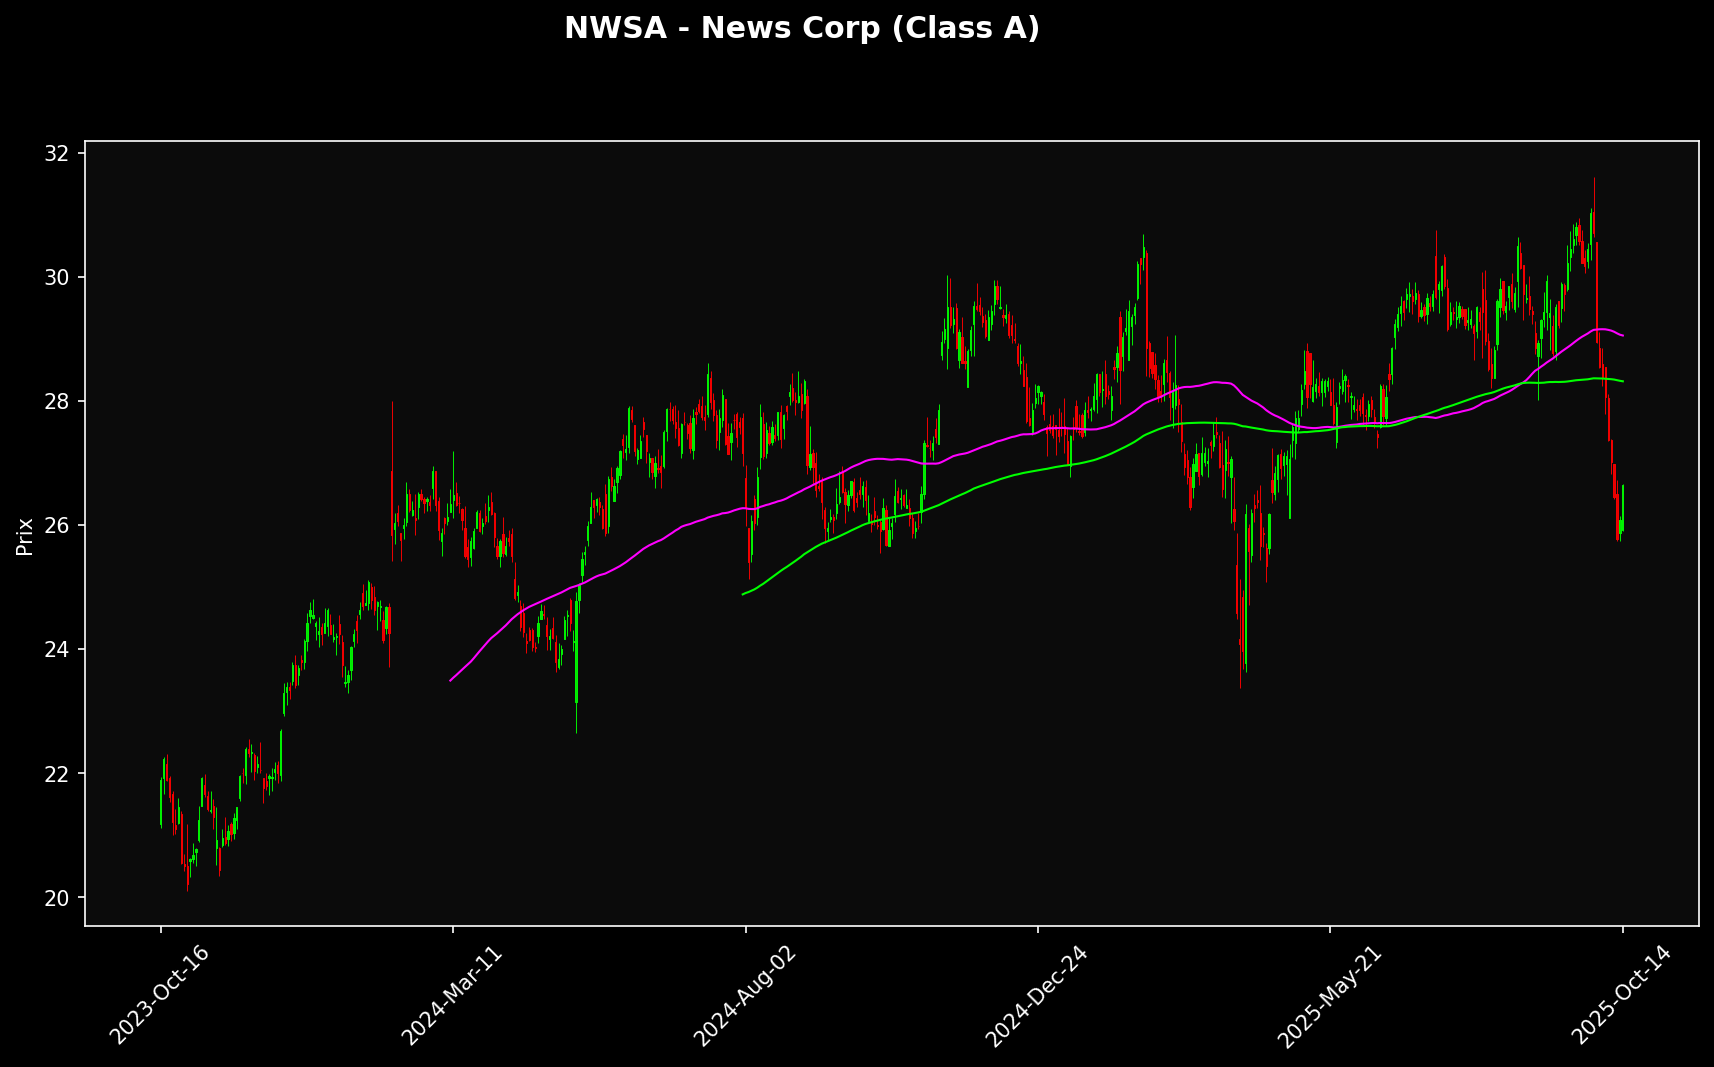 NWSA - News Corp (Class A)
Prix
32
30
28
26
24
22
20
2023-Oct-16
2024-Mar-11
2024-Aug-02
2024-Dec-24
2025-May-21
2025-Oct-14